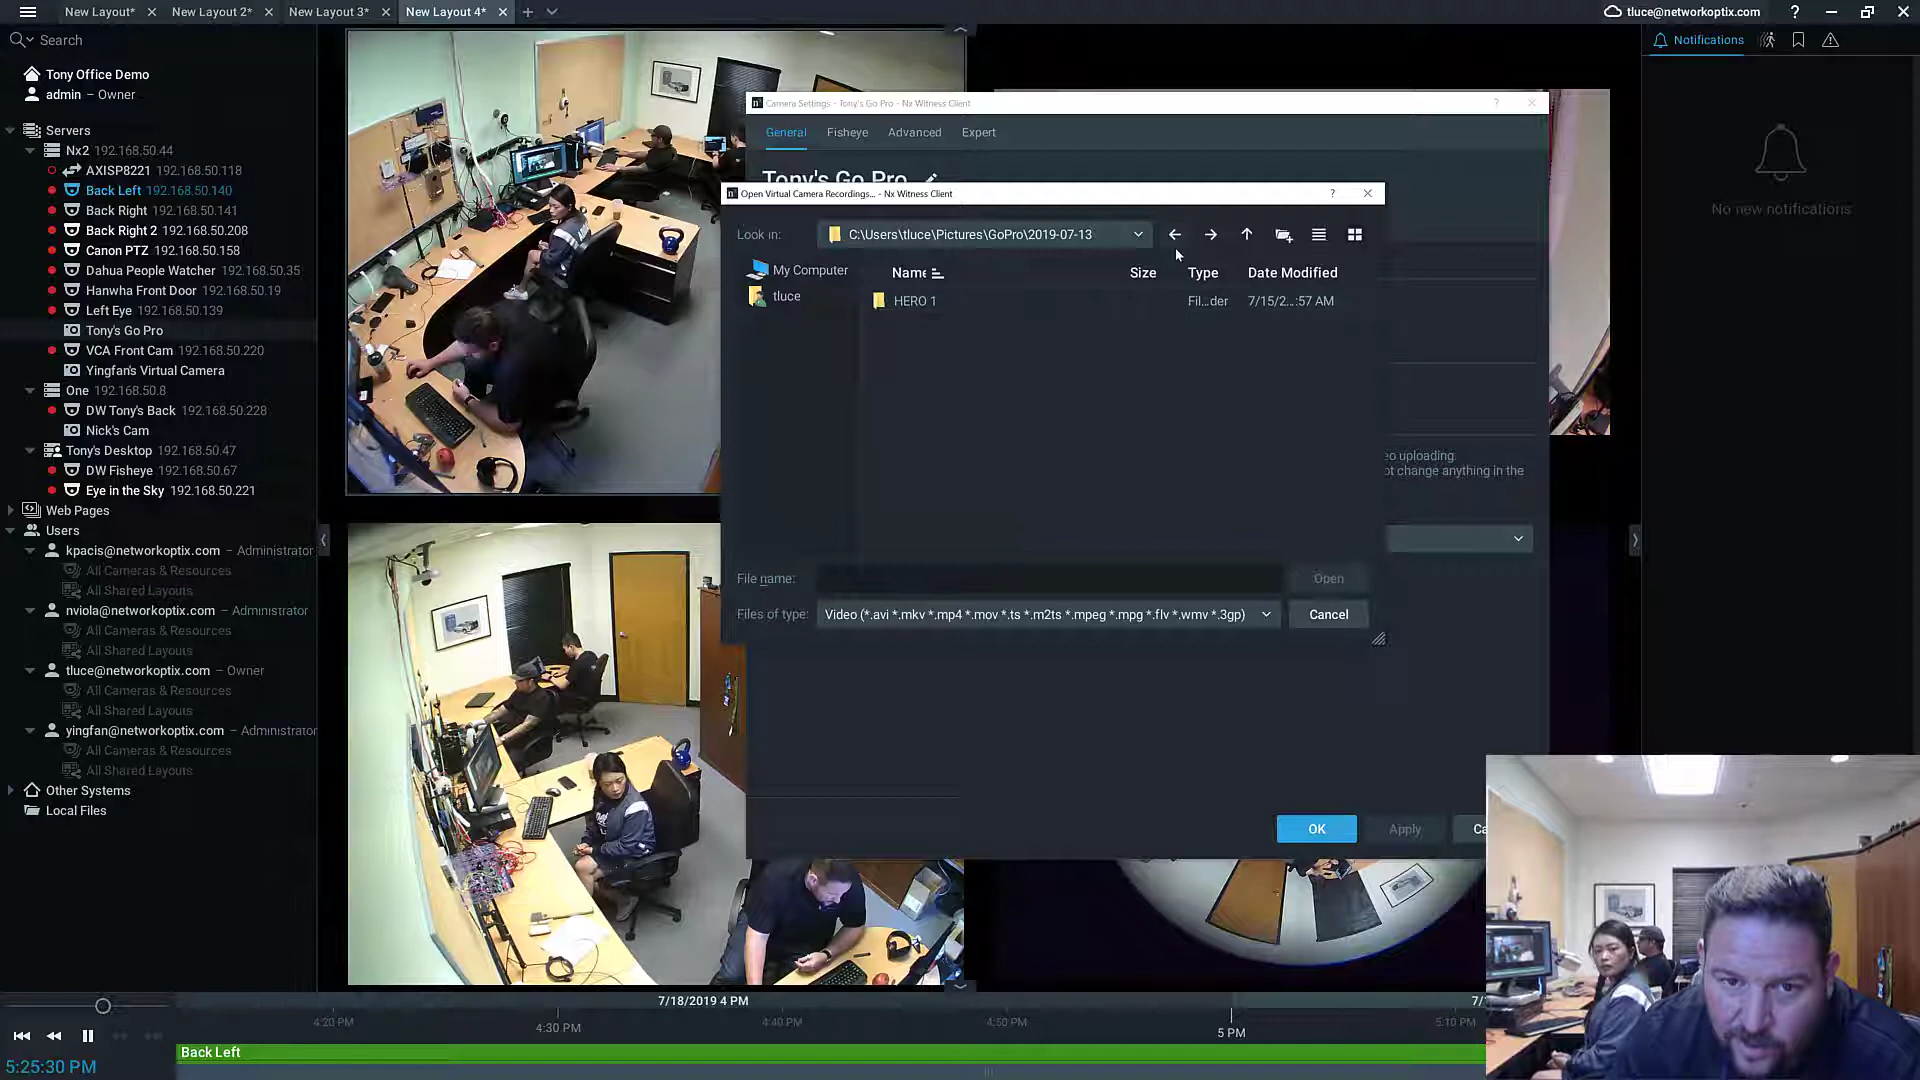 New Layout*
New Layout 2*
New Layout 3*
New Layout 4*
tluce@networkoptix.com
Search
Notifications
Tony Office Demo
admin – Owner
Servers
Nx2 192.168.50.44
AXISP8221 192.168.50.118
Back Left 192.168.50.140
Back Right 192.168.50.141
Back Right 2 192.168.50.208
Canon PTZ 192.168.50.158
Dahua People Watcher 192.168.50.35
Hanwha Front Door 192.168.50.19
Left Eye 192.168.50.139
Tony's Go Pro
VCA Front Cam 192.168.50.220
Yingfan's Virtual Camera
One 192.168.50.8
DW Tony's Back 192.168.50.228
Nick's Cam
Tony's Desktop 192.168.50.47
DW Fisheye 192.168.50.67
Eye in the Sky 192.168.50.221
Web Pages
Users
kpacis@networkoptix.com – Administrator
All Cameras & Resources
All Shared Layouts
nviola@networkoptix.com – Administrator
All Cameras & Resources
All Shared Layouts
tluce@networkoptix.com – Owner
All Cameras & Resources
All Shared Layouts
yingfan@networkoptix.com – Administrator
All Cameras & Resources
All Shared Layouts
Other Systems
Local Files
Camera Settings - Tony's Go Pro - Nx Witness Client
General Fisheye Advanced Expert
Tony's Go Pro
Open Virtual Camera Recordings... - Nx Witness Client
Look in: C:\Users\tluce\Pictures\GoPro\2019-07-13
My Computer
tluce
Name Size Type Date Modified
HERO 1 Fil...der 7/15/2...:57 AM
File name: Open
Files of type: Video (*.avi *.mkv *.mp4 *.mov *.ts *.m2ts *.mpeg *.mpg *.flv *.wmv *.3gp) Cancel
eo uploading.
ot change anything in the
OK Apply Ca
No new notifications
7/18/2019 4 PM 7/
4:20 PM 4:30 PM 4:40 PM 4:50 PM 5 PM 5:10 PM
Back Left
5:25:30 PM